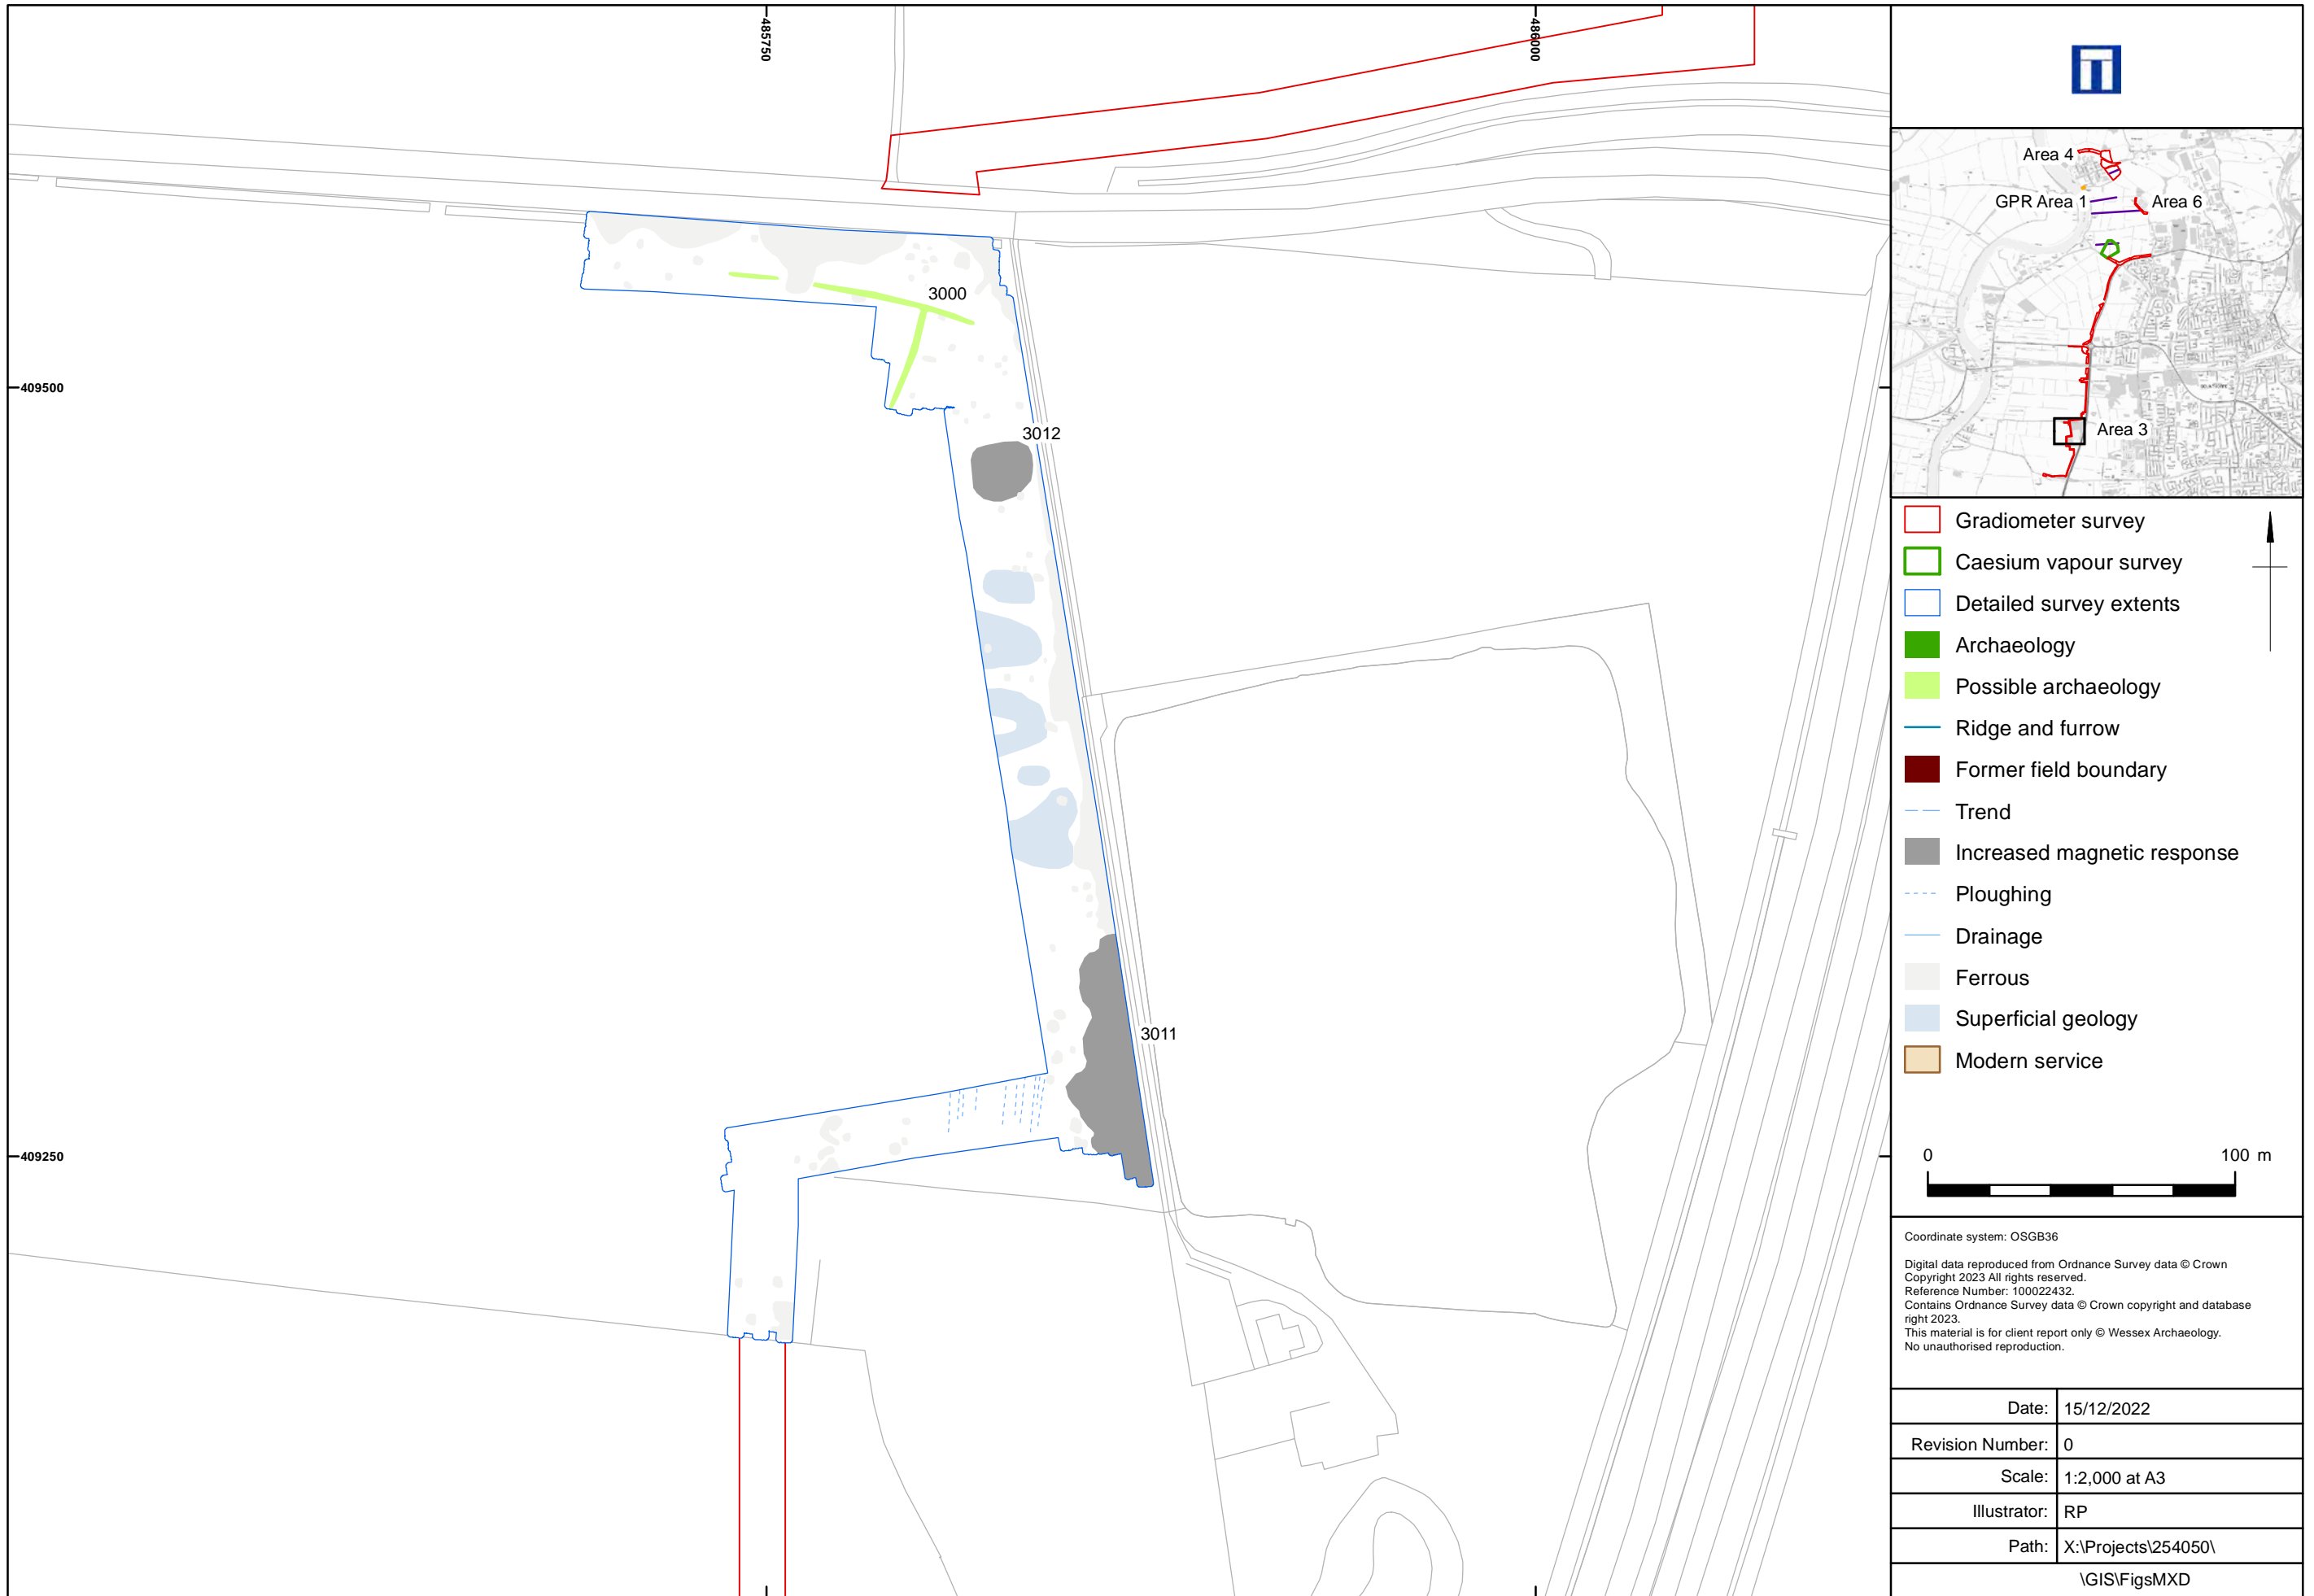 485750
486000
409500
409250
3000
3012
3011
Area 4
GPR Area 1
Area 6
Area 3
Gradiometer survey
Caesium vapour survey
Detailed survey extents
Archaeology
Possible archaeology
Ridge and furrow
Former field boundary
Trend
Increased magnetic response
Ploughing
Drainage
Ferrous
Superficial geology
Modern service
0 100 m
Coordinate system: OSGB36
Digital data reproduced from Ordnance Survey data © Crown
Copyright 2023 All rights reserved.
Reference Number: 100022432.
Contains Ordnance Survey data © Crown copyright and database
right 2023.
This material is for client report only © Wessex Archaeology.
No unauthorised reproduction.
Date: 15/12/2022
Revision Number: 0
Scale: 1:2,000 at A3
Illustrator: RP
Path: X:\Projects\254050\
\GIS\FigsMXD